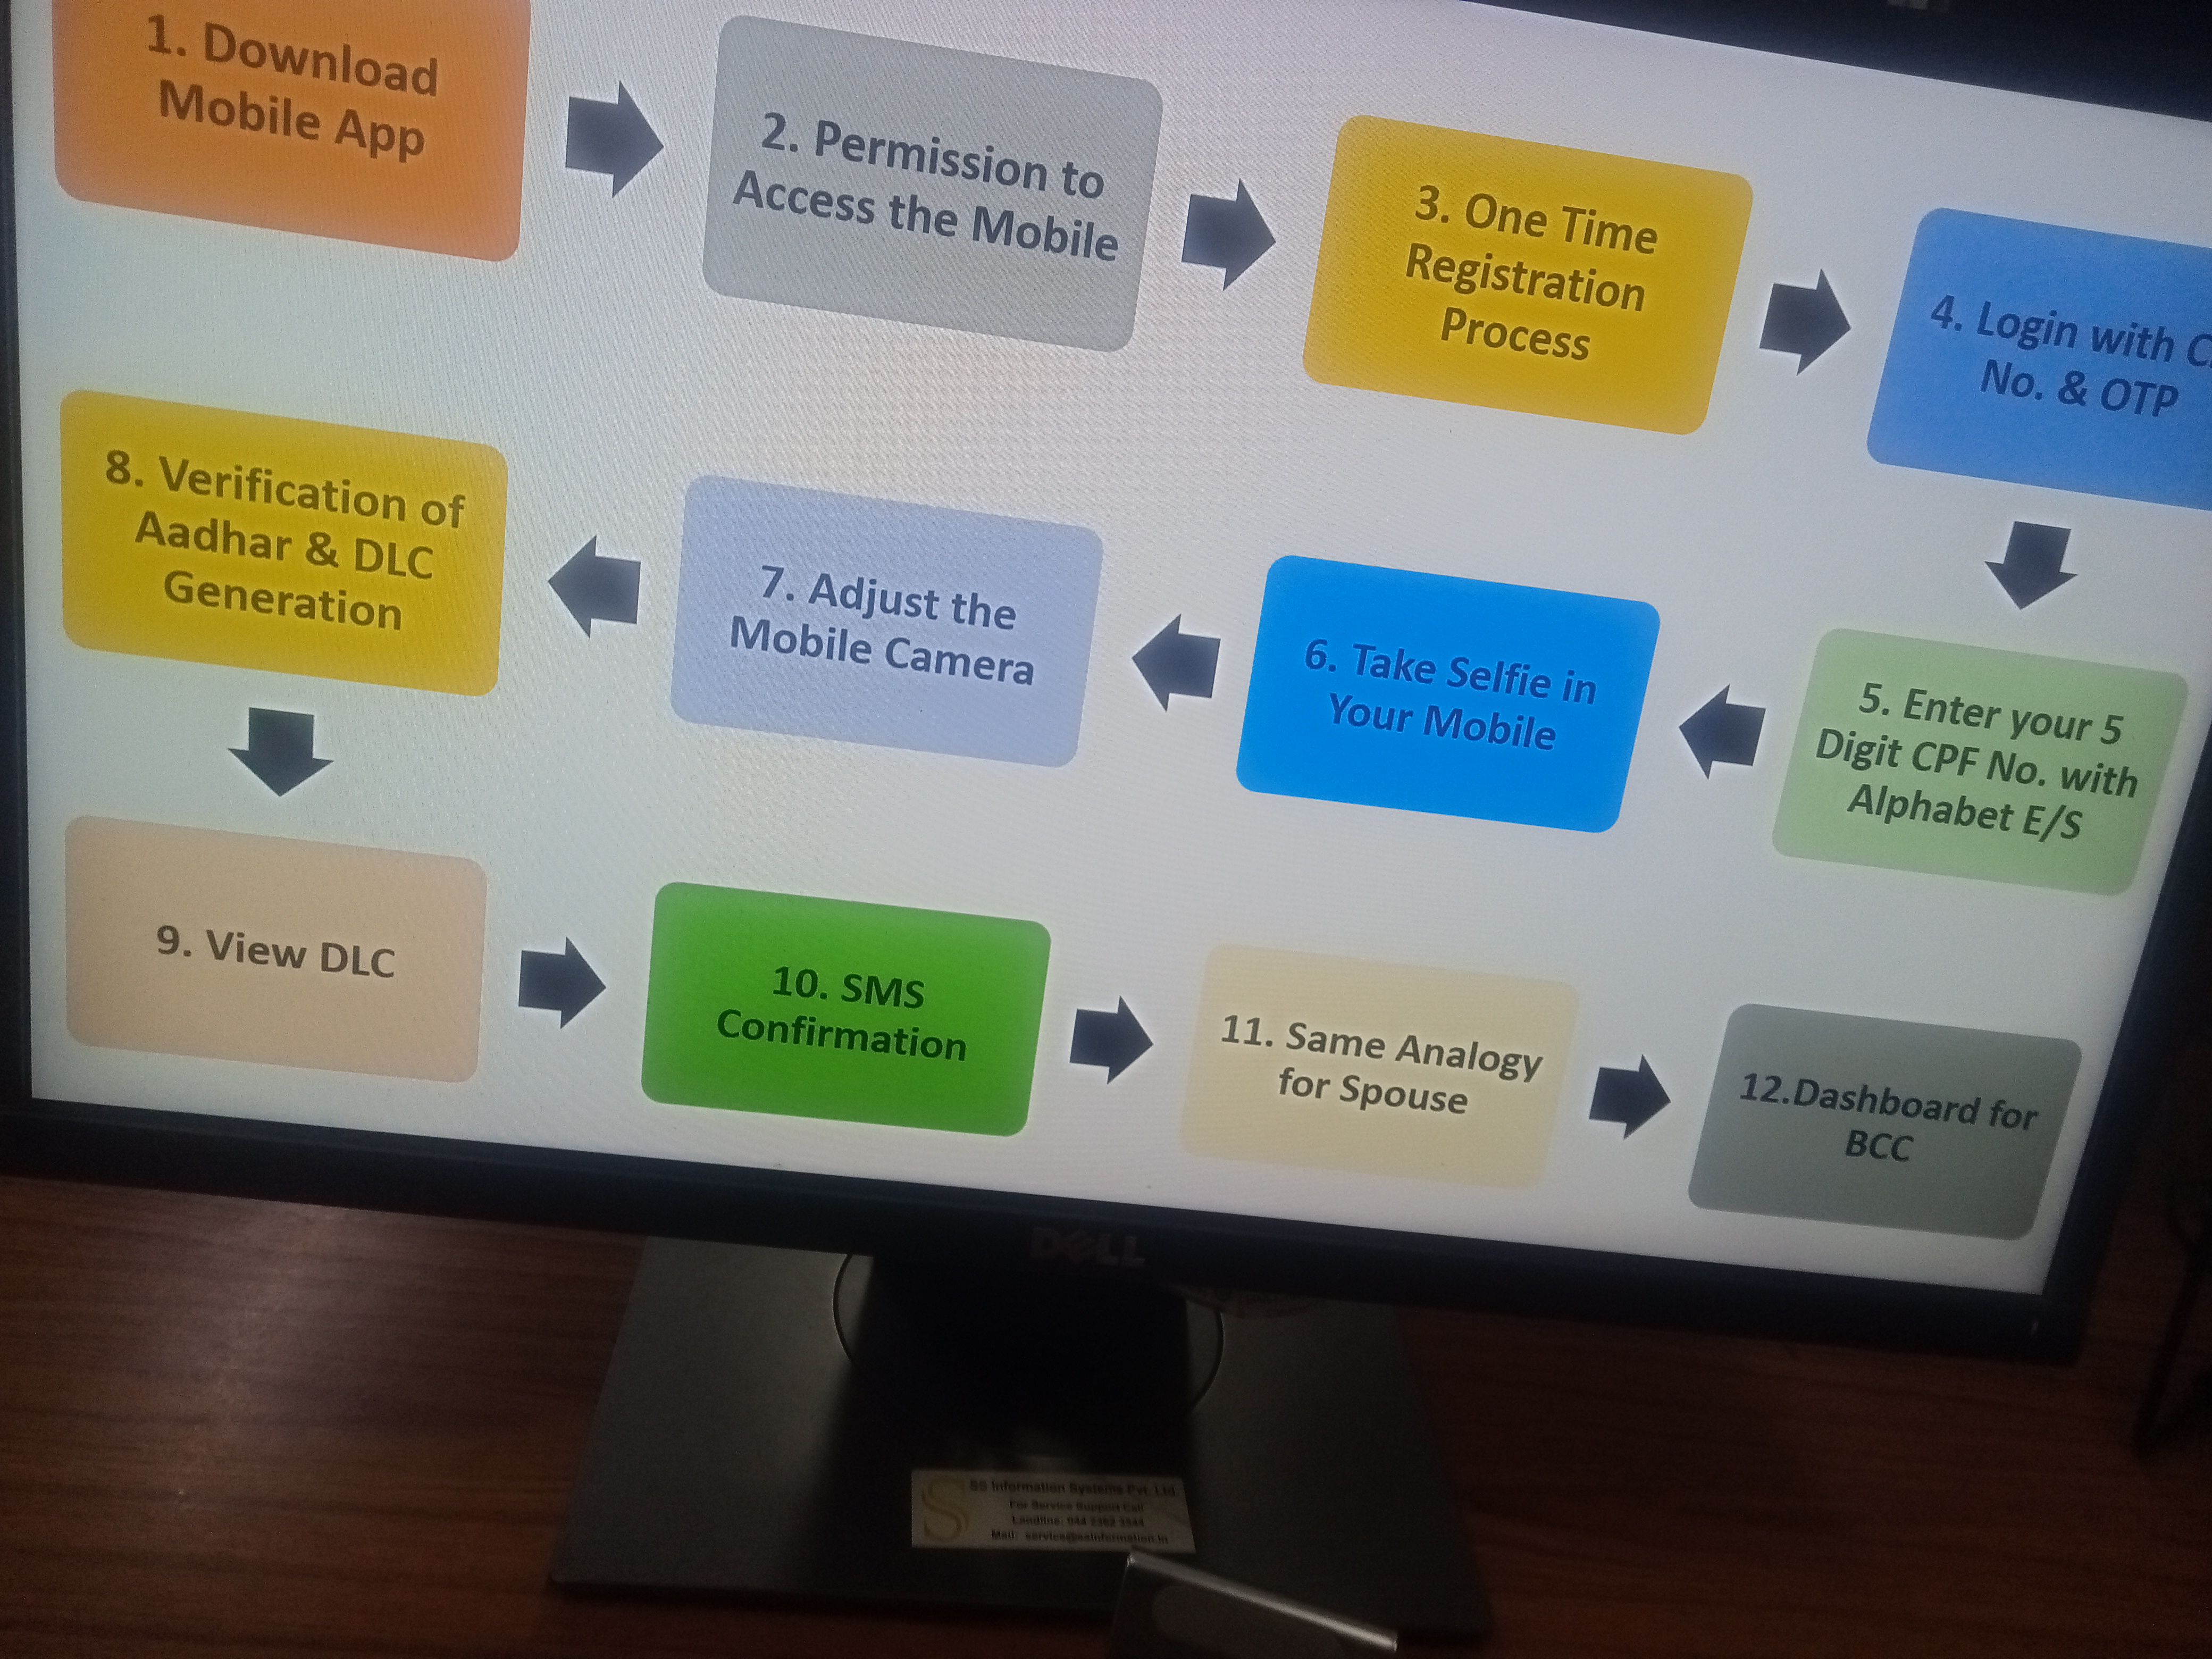 1. Download
Mobile App
2. Permission to
Access the Mobile
3. One Time
Registration
Process
4. Login with
No. & OTP
5. Enter your 5
Digit CPF No. with
Alphabet E/S
6. Take Selfie in
Your Mobile
7. Adjust the
Mobile Camera
8. Verification of
Aadhar & DLC
Generation
9. View DLC
10. SMS
Confirmation
11. Same Analogy
for Spouse
12.Dashboard for
BCC
DELL
SS Information Systems Pvt. Ltd.
For Service Support Call
Landline: 044 2362
Mail: service@ssinformation.in